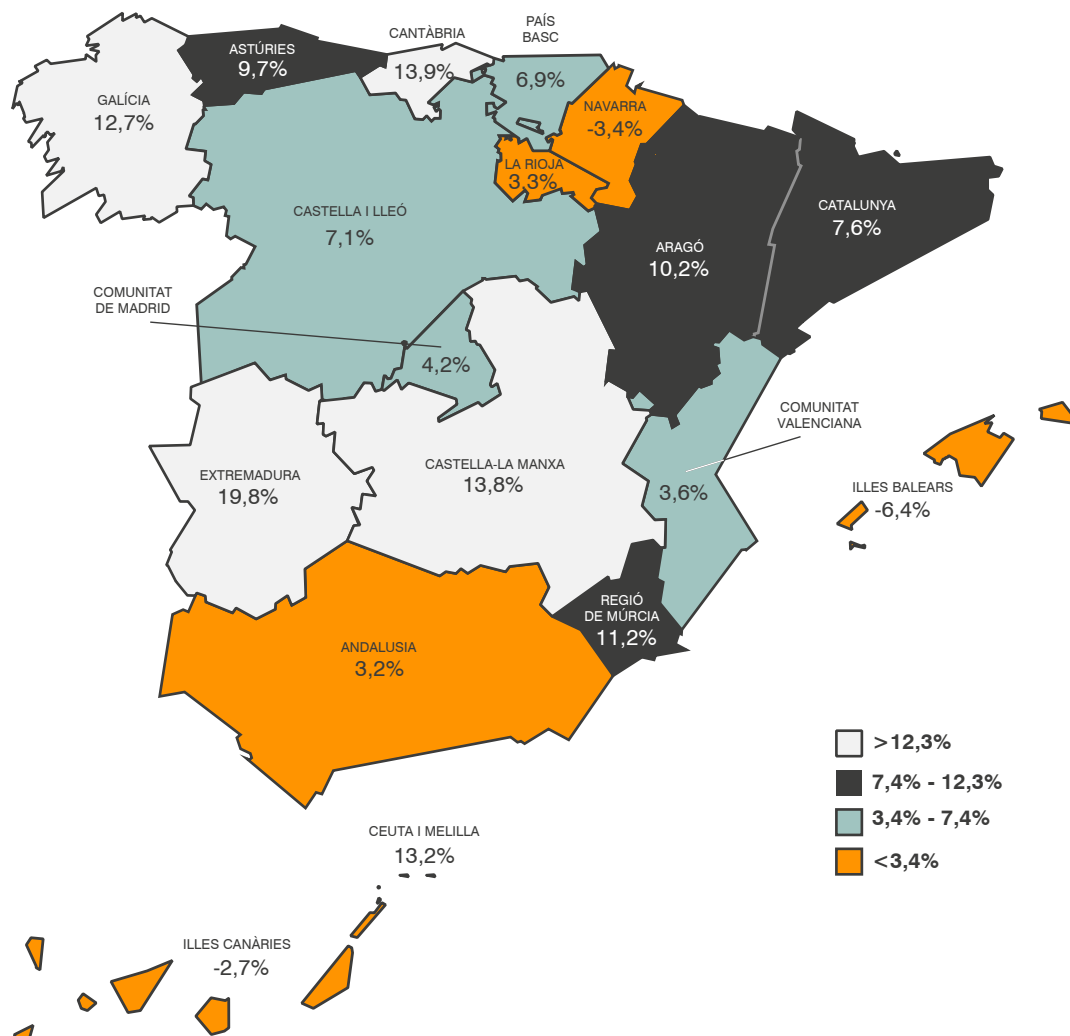 PAÍS
BASC
CANTÀBRIA
13,9%
ASTÚRIES
9,7%
6,9%
GALÍCIA
12,7%
NAVARRA
-3,4%
LA RIOJA
3,3%
CASTELLA I LLEÓ
7,1%
CATALUNYA
7,6%
ARAGÓ
10,2%
COMUNITAT
DE MADRID
4,2%
COMUNITAT
VALENCIANA
3,6%
CASTELLA-LA MANXA
13,8%
EXTREMADURA
19,8%
ILLES BALEARS
-6,4%
REGIÓ
DE MÚRCIA
11,2%
ANDALUSIA
3,2%
>12,3%
7,4% - 12,3%
3,4% - 7,4%
<3,4%
CEUTA I MELILLA
13,2%
ILLES CANÀRIES
-2,7%